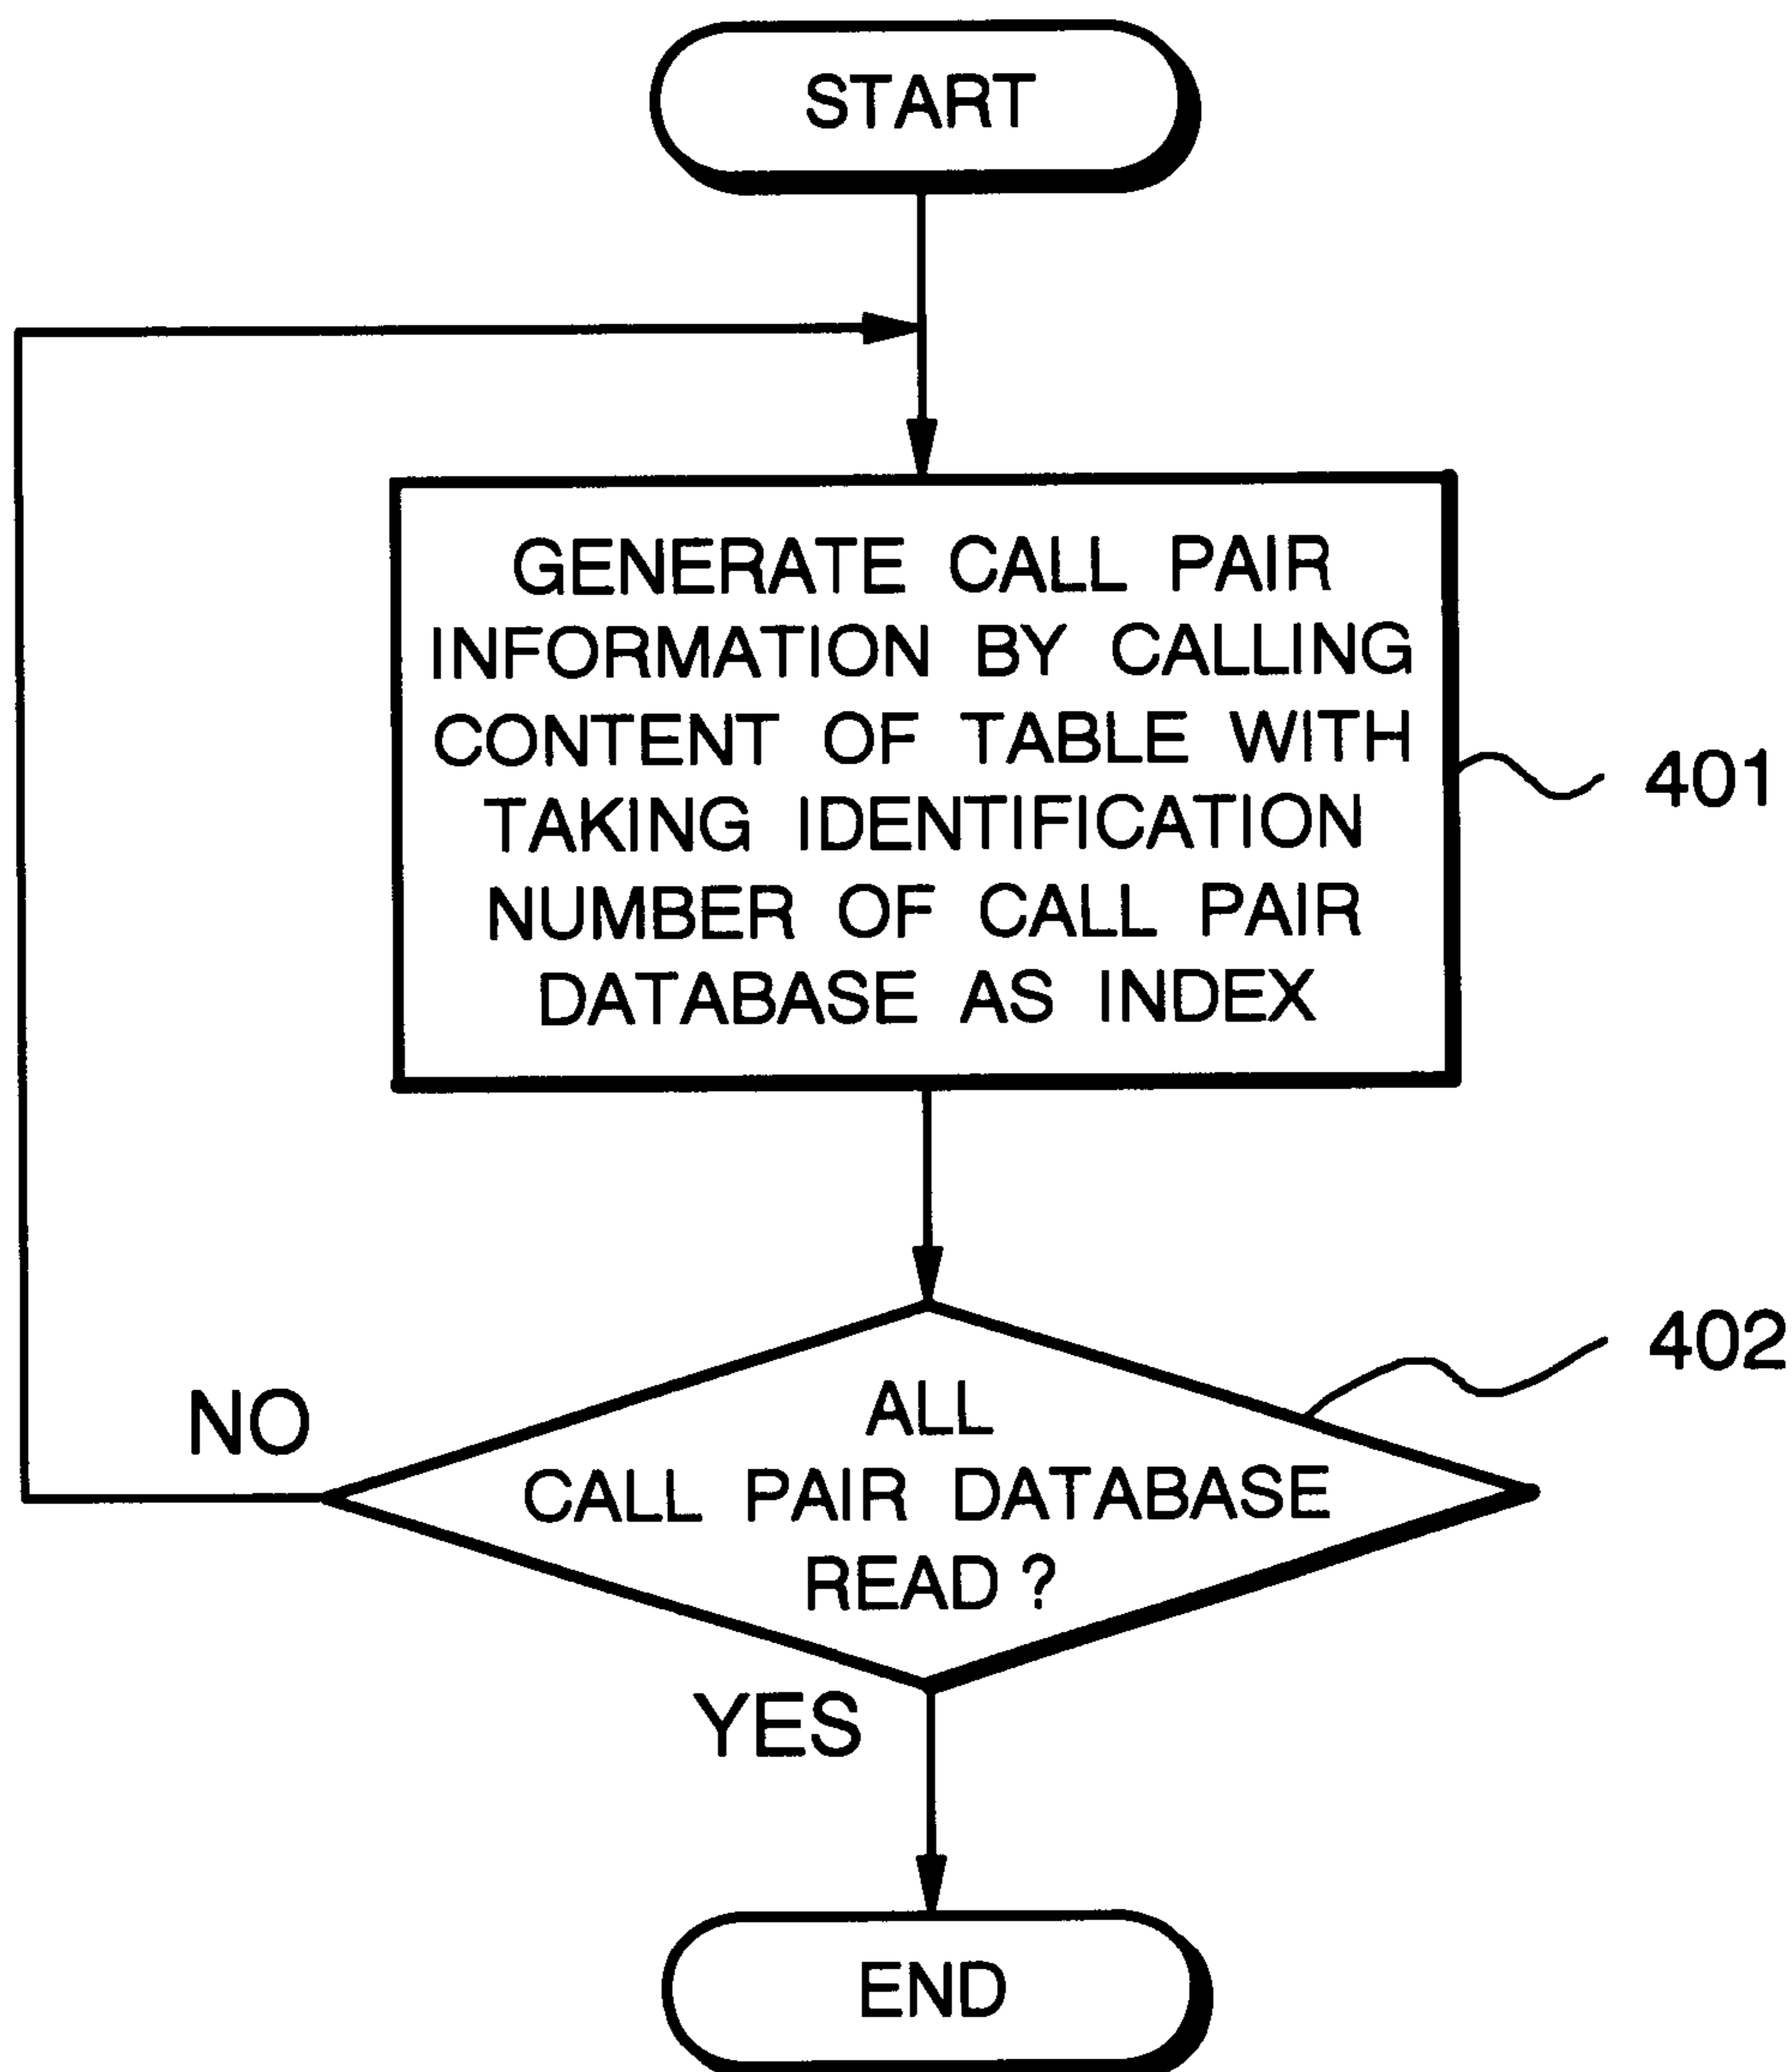 START
GENERATE CALL PAIR
INFORMATION BY CALLING
CONTENT OF TABLE WITH
TAKING IDENTIFICATION
NUMBER OF CALL PAIR
DATABASE AS INDEX
401
402
NO
ALL
CALL PAIR DATABASE
READ ?
YES
END